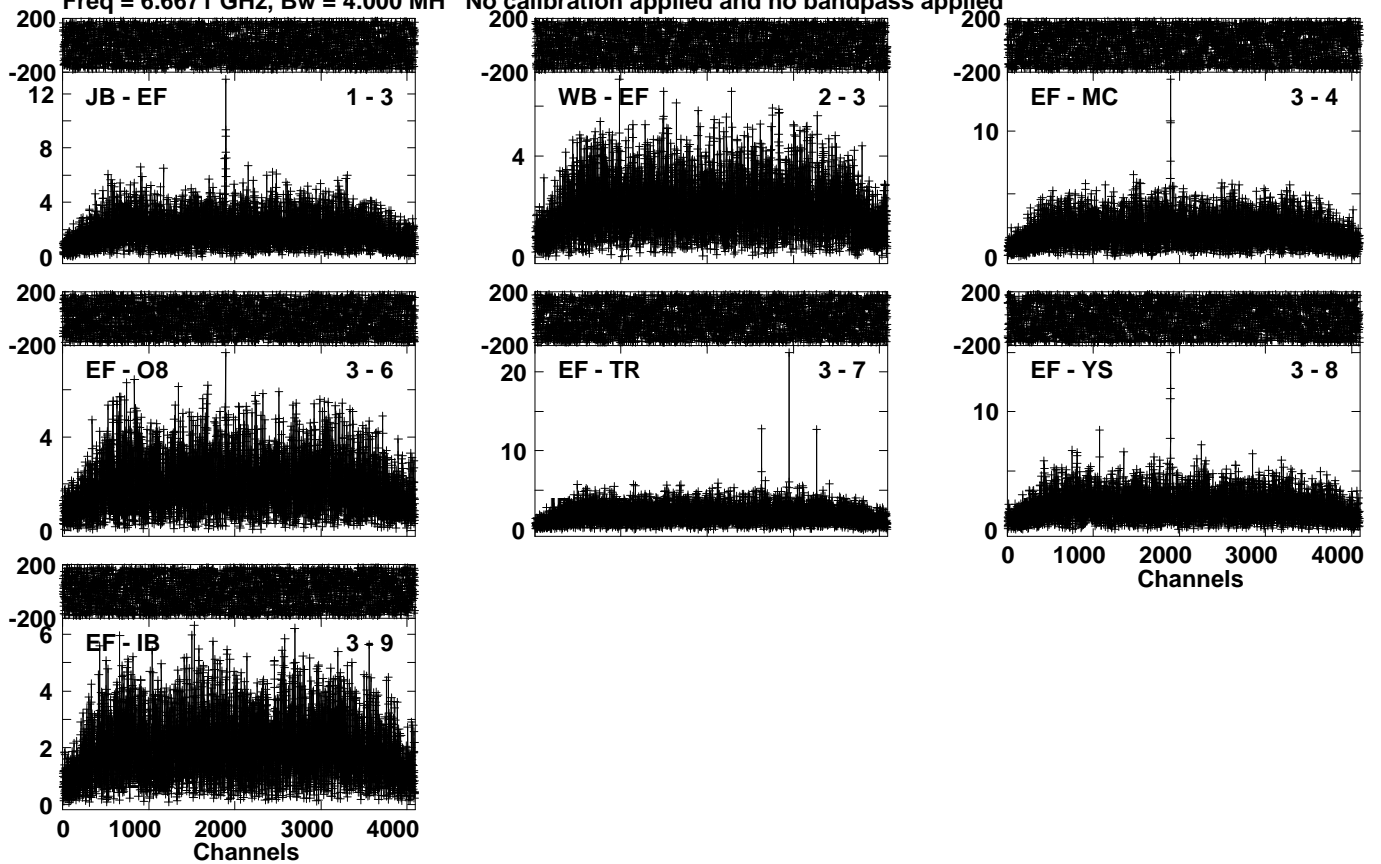 Freq = 6.6671 GHz, Bw = 4.000 MH No calibration applied and no bandpass applied
200
-200
JB - EF 1 - 3
12
8
4
0
200
-200
WB - EF 2 - 3
4
0
200
-200
EF - MC 3 - 4
10
0
200
-200
EF - O8 3 - 6
4
0
200
-200
EF - TR 3 - 7
20
10
0
200
-200
EF - YS 3 - 8
10
0
0 1000 2000 3000 4000
Channels
200
-200
EF - IB 3 - 9
6
4
2
0
0 1000 2000 3000 4000
Channels